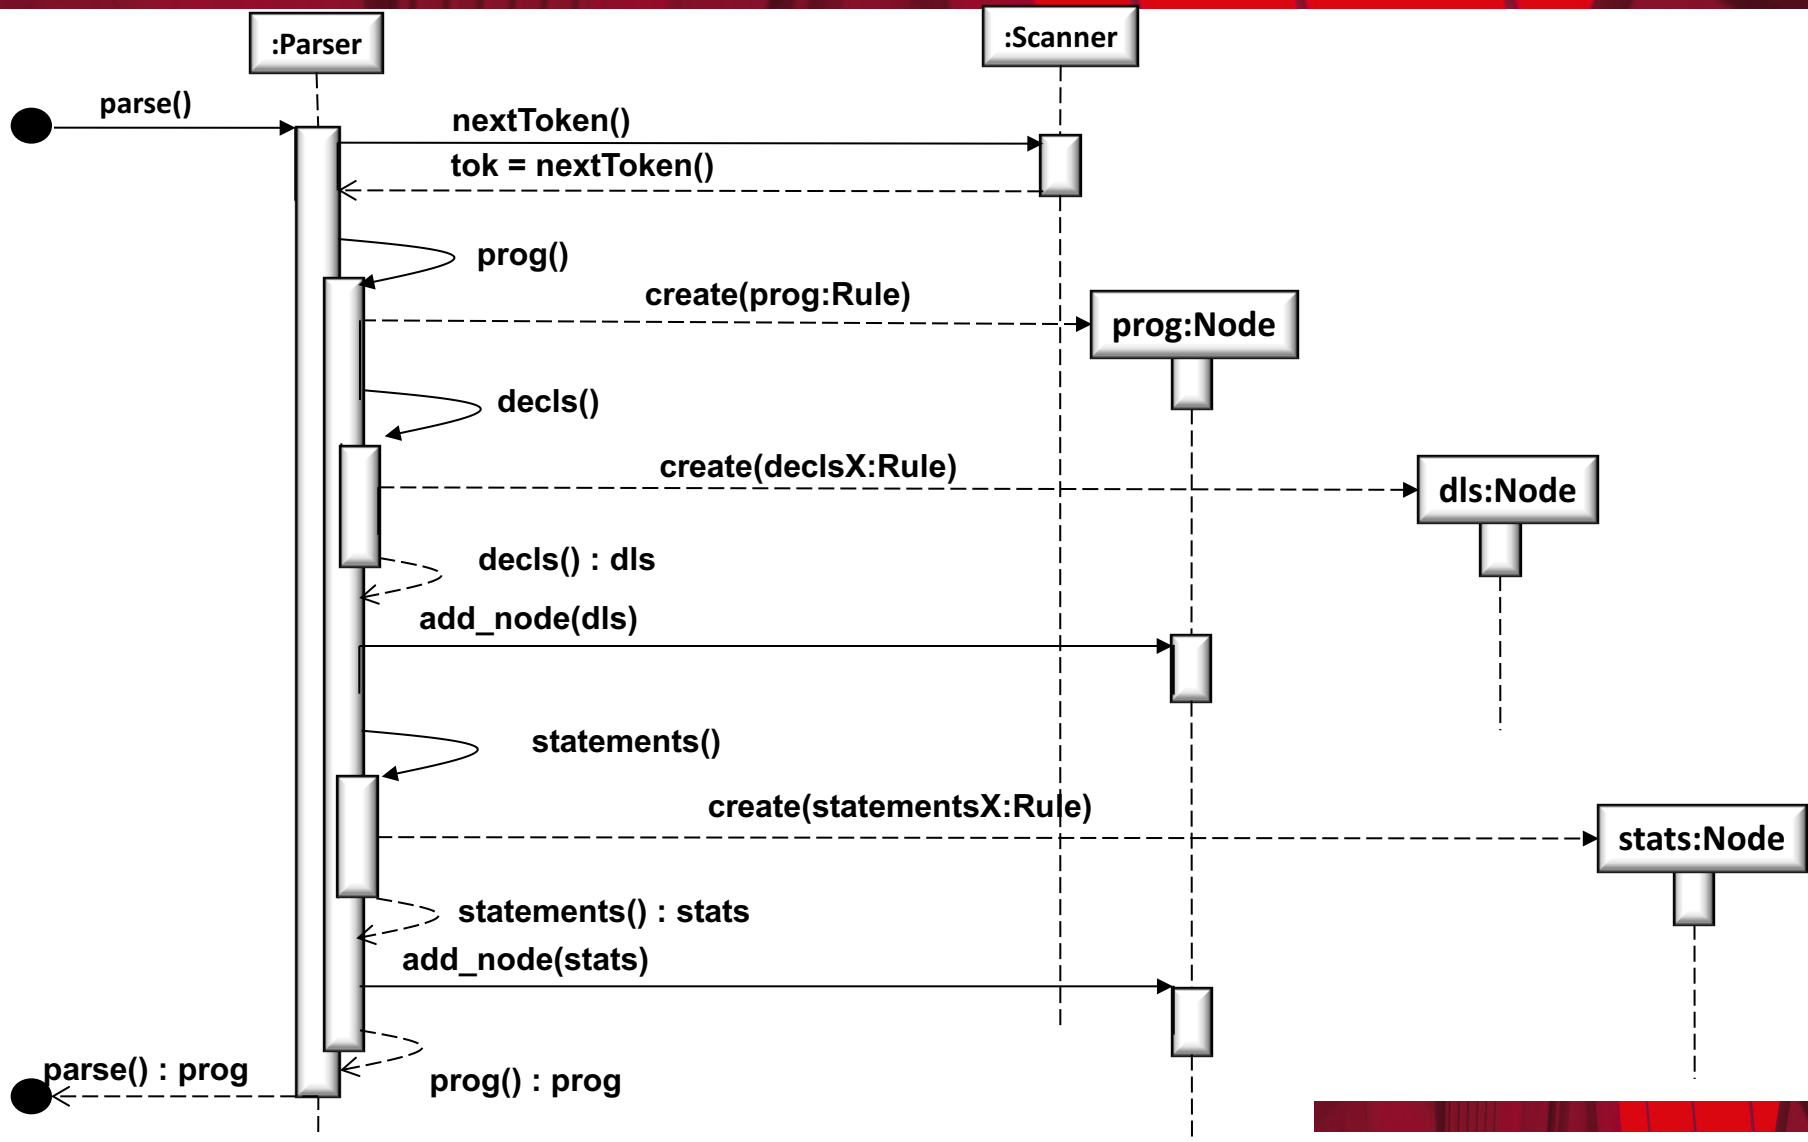 :Parser
:Scanner
parse()
nextToken()
tok = nextToken()
prog()
create(prog:Rule)
prog:Node
decls()
create(declsX:Rule)
dls:Node
decls() : dls
add_node(dls)
statements()
create(statementsX:Rule)
stats:Node
statements() : stats
add_node(stats)
parse() : prog
prog() : prog